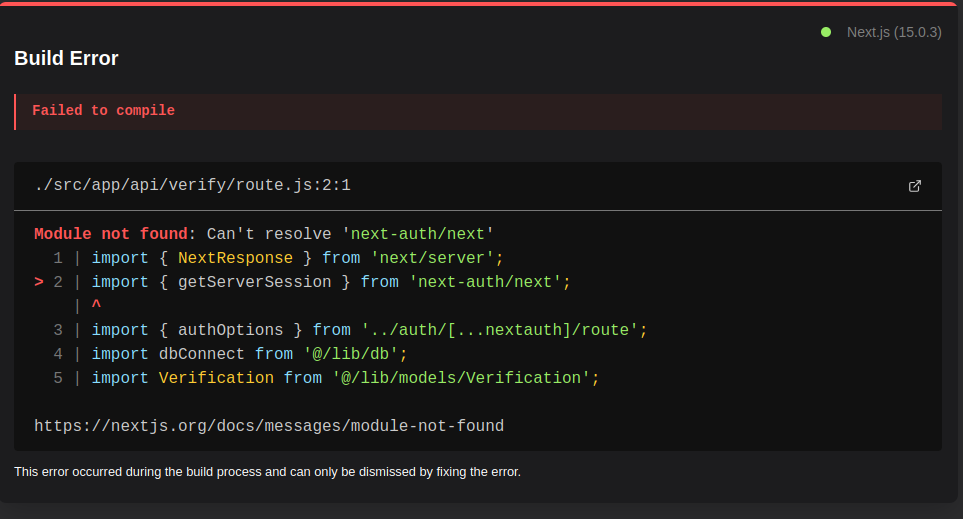 Next.js (15.0.3)
Build Error
Failed to compile
./src/app/api/verify/route.js:2:1
Module not found: Can't resolve 'next-auth/next'
  1 | import { NextResponse } from 'next/server';
> 2 | import { getServerSession } from 'next-auth/next';
    | ^
  3 | import { authOptions } from '../auth/[...nextauth]/route';
  4 | import dbConnect from '@/lib/db';
  5 | import Verification from '@/lib/models/Verification';
https://nextjs.org/docs/messages/module-not-found
This error occurred during the build process and can only be dismissed by fixing the error.